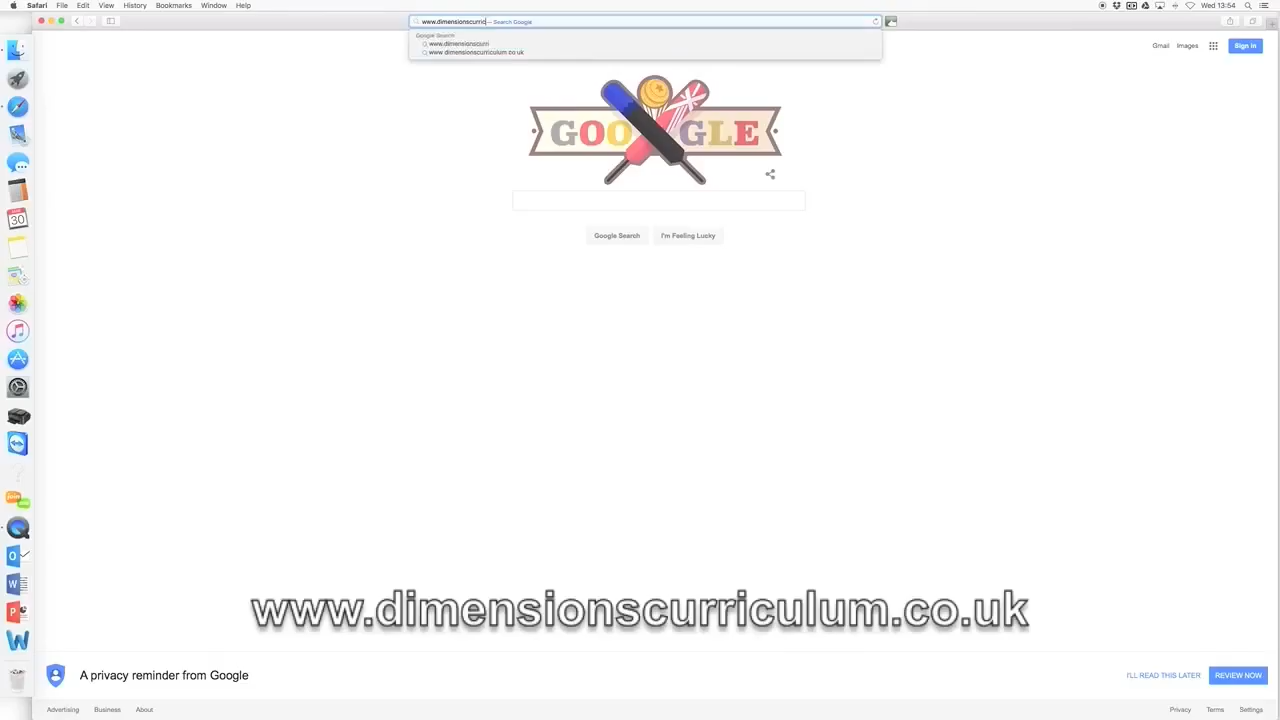 Safari File Edit View History Bookmarks Window Help
Wed 13:54
www.dimensionscurric — Search Google
Google Search
www.dimensionscurri
www dimensionscurriculum co uk
Gmail Images Sign in
GOOGLE
30
Google Search I'm Feeling Lucky
www.dimensionscurriculum.co.uk
A privacy reminder from Google
I'LL READ THIS LATER REVIEW NOW
Advertising Business About
Privacy Terms Settings